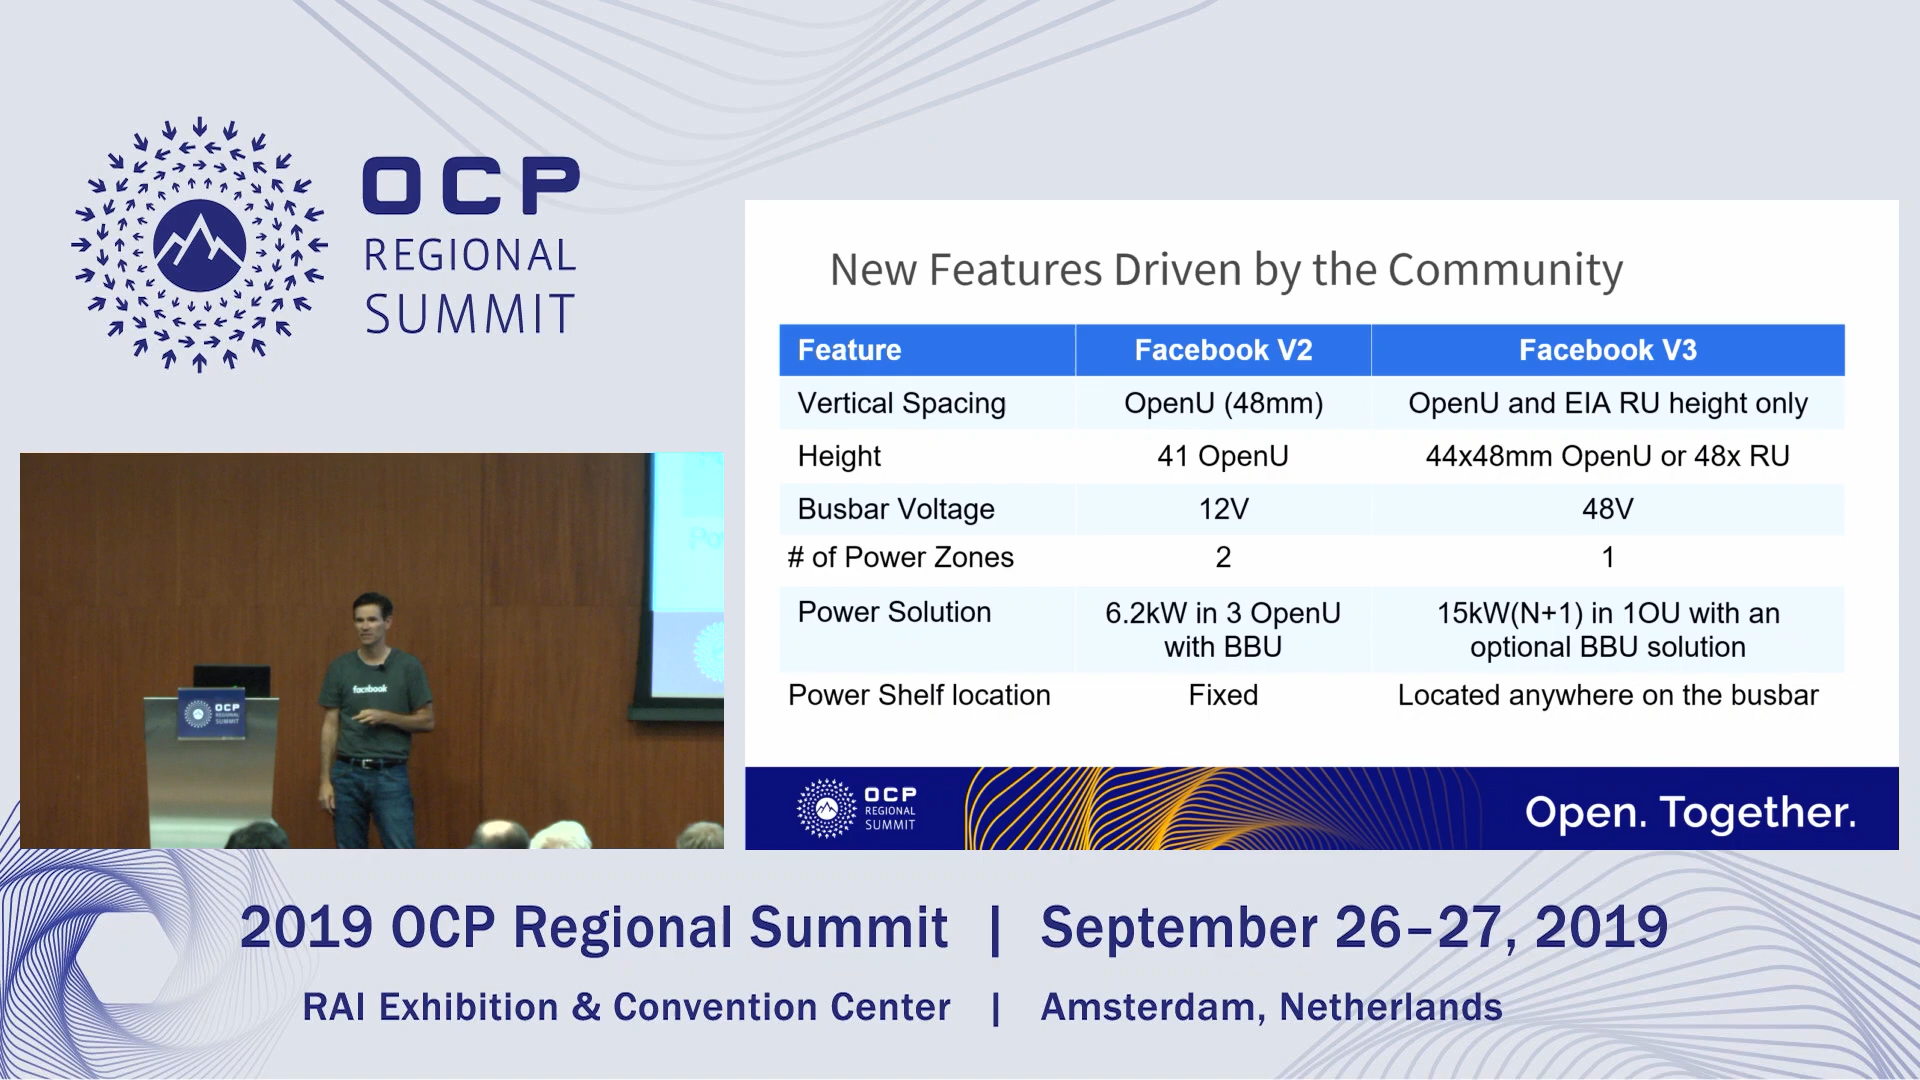 OCP
REGIONAL
SUMMIT
New Features Driven by the Community
Feature Facebook V2 Facebook V3
Vertical Spacing OpenU (48mm) OpenU and EIA RU height only
Height 41 OpenU 44x48mm OpenU or 48x RU
Busbar Voltage 12V 48V
# of Power Zones 2 1
Power Solution 6.2kW in 3 OpenU 15kW(N+1) in 1OU with an
with BBU optional BBU solution
Power Shelf location Fixed Located anywhere on the busbar
OCP
REGIONAL
SUMMIT
Open. Together.
facebook
OCP
REGIONAL
SUMMIT
2019 OCP Regional Summit | September 26–27, 2019
RAI Exhibition & Convention Center | Amsterdam, Netherlands